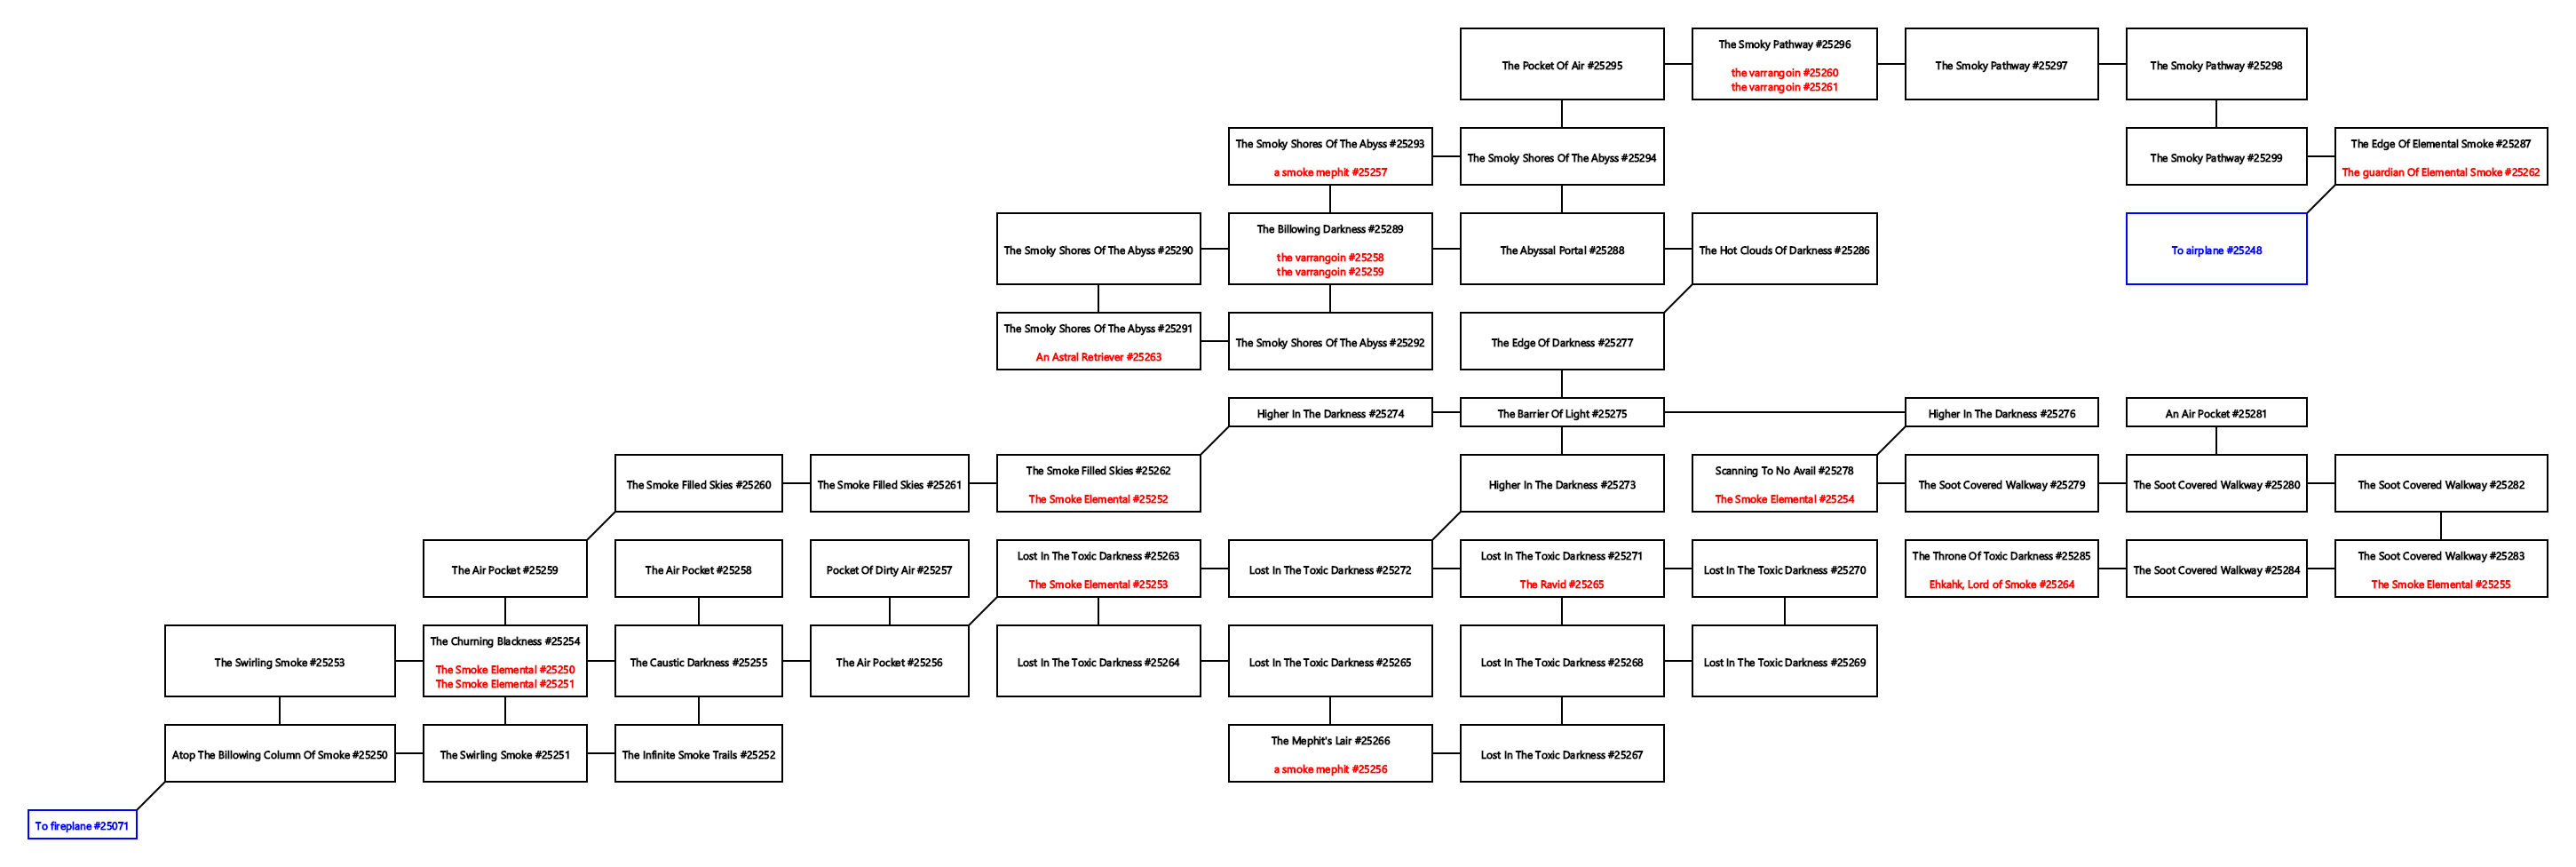 The Pocket Of Air #25295
The Smoky Pathway #25296
the varrangoin #25260
the varrangoin #25261
The Smoky Pathway #25297
The Smoky Pathway #25298
The Smoky Shores Of The Abyss #25293
a smoke mephit #25257
The Smoky Shores Of The Abyss #25294
The Smoky Pathway #25299
The Edge Of Elemental Smoke #25287
The guardian Of Elemental Smoke #25262
The Smoky Shores Of The Abyss #25290
The Billowing Darkness #25289
the varrangoin #25258
the varrangoin #25259
The Abyssal Portal #25288
The Hot Clouds Of Darkness #25286
To airplane #25248
The Smoky Shores Of The Abyss #25291
An Astral Retriever #25263
The Smoky Shores Of The Abyss #25292
The Edge Of Darkness #25277
Higher In The Darkness #25274
The Barrier Of Light #25275
Higher In The Darkness #25276
An Air Pocket #25281
The Smoke Filled Skies #25260
The Smoke Filled Skies #25261
The Smoke Filled Skies #25262
The Smoke Elemental #25252
Higher In The Darkness #25273
Scanning To No Avail #25278
The Smoke Elemental #25254
The Soot Covered Walkway #25279
The Soot Covered Walkway #25280
The Soot Covered Walkway #25282
The Air Pocket #25259
The Air Pocket #25258
Pocket Of Dirty Air #25257
Lost In The Toxic Darkness #25263
The Smoke Elemental #25253
Lost In The Toxic Darkness #25272
Lost In The Toxic Darkness #25271
The Ravid #25265
Lost In The Toxic Darkness #25270
The Throne Of Toxic Darkness #25285
Ehkahk, Lord of Smoke #25264
The Soot Covered Walkway #25284
The Soot Covered Walkway #25283
The Smoke Elemental #25255
The Swirling Smoke #25253
The Churning Blackness #25254
The Smoke Elemental #25250
The Smoke Elemental #25251
The Caustic Darkness #25255
The Air Pocket #25256
Lost In The Toxic Darkness #25264
Lost In The Toxic Darkness #25265
Lost In The Toxic Darkness #25268
Lost In The Toxic Darkness #25269
Atop The Billowing Column Of Smoke #25250
The Swirling Smoke #25251
The Infinite Smoke Trails #25252
The Mephit's Lair #25266
a smoke mephit #25256
Lost In The Toxic Darkness #25267
To fireplane #25071